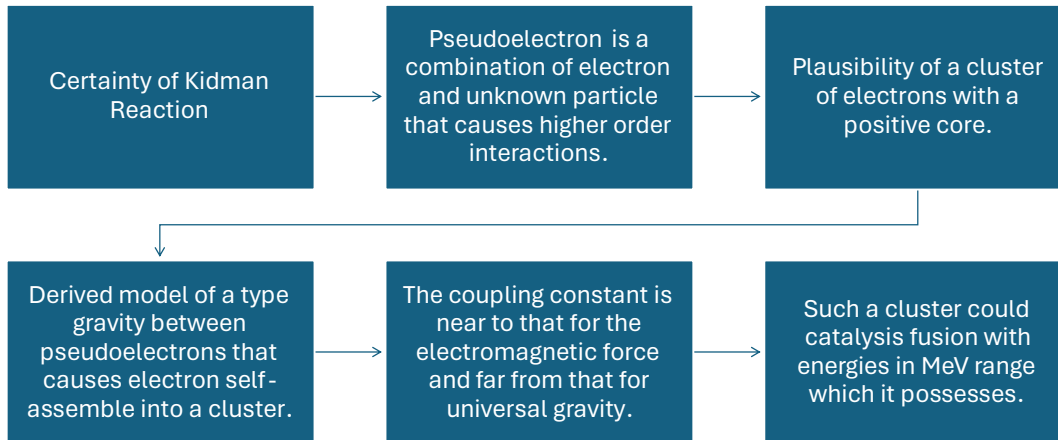 Certainty of Kidman
Reaction
Pseudoelectron is a
combination of electron
and unknown particle
that causes higher order
interactions.
Plausibility of a cluster
of electrons with a
positive core.
Derived model of a type
gravity between
pseudoelectrons that
causes electron self-
assemble into a cluster.
The coupling constant is
near to that for the
electromagnetic force
and far from that for
universal gravity.
Such a cluster could
catalysis fusion with
energies in MeV range
which it possesses.